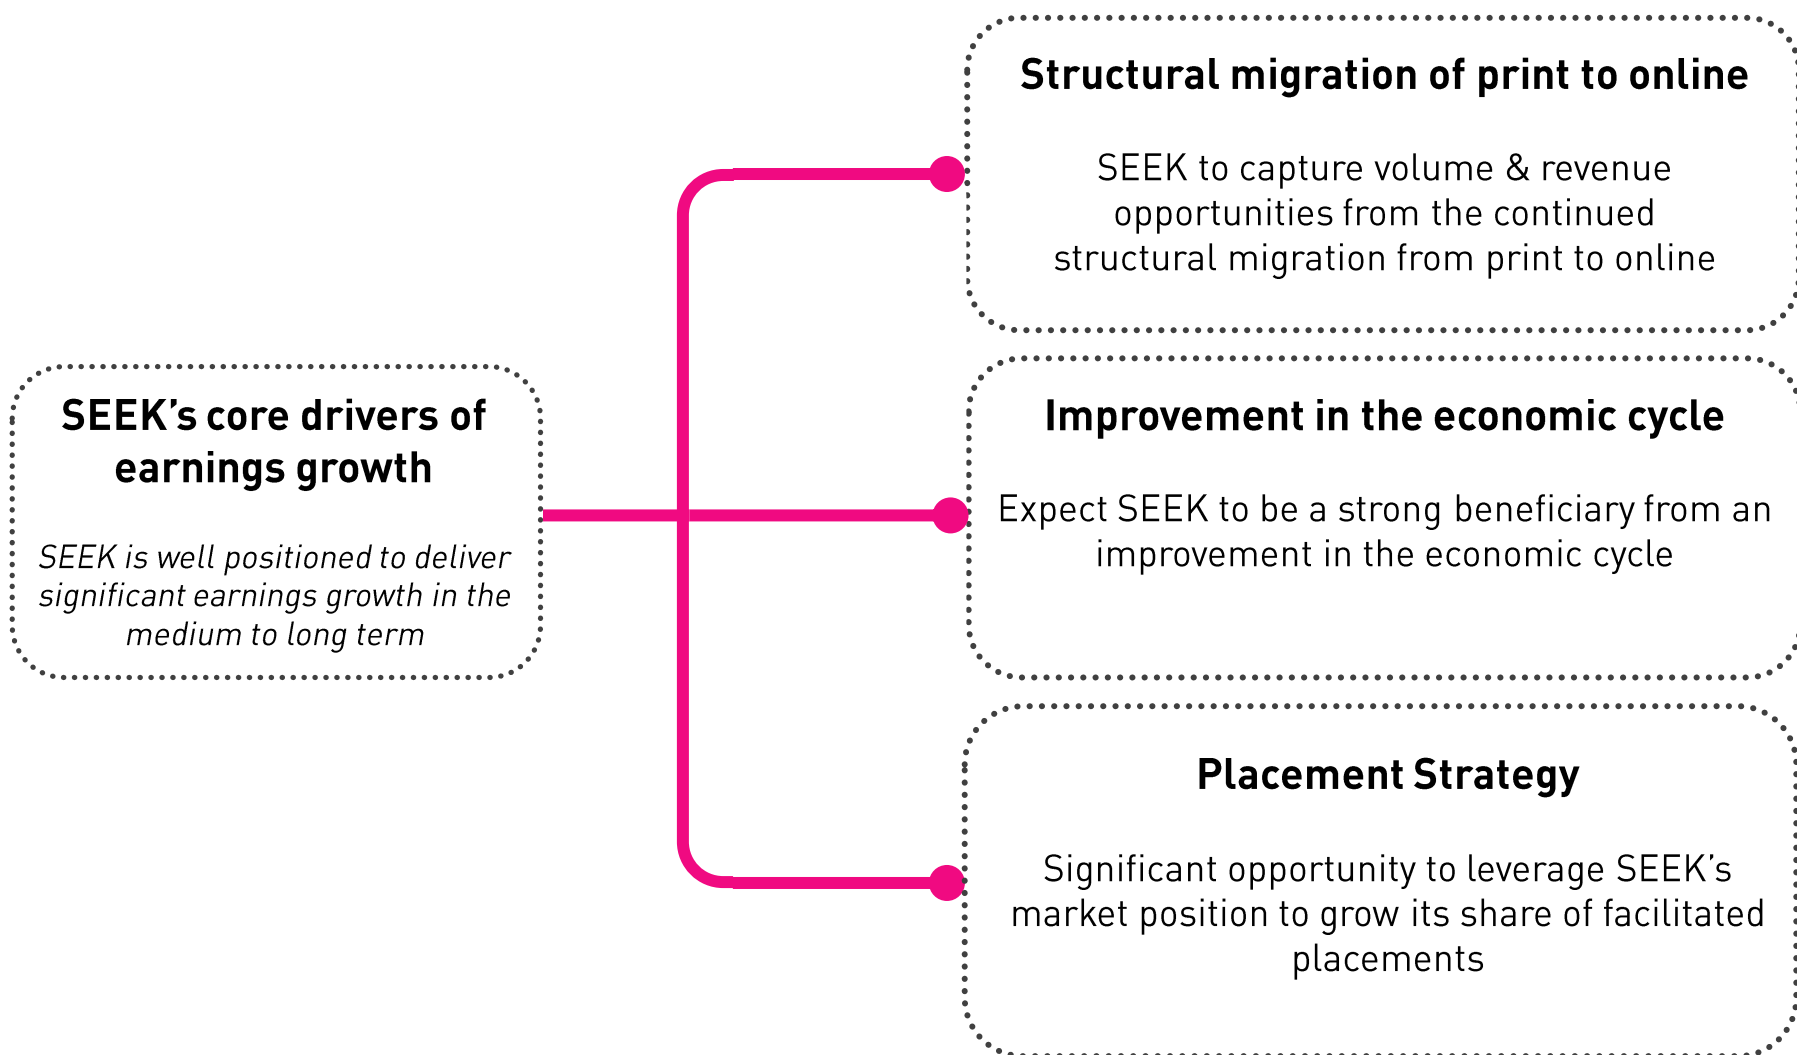 SEEK’s core drivers of
earnings growth
SEEK is well positioned to deliver
significant earnings growth in the
medium to long term
Structural migration of print to online
SEEK to capture volume & revenue
opportunities from the continued
structural migration from print to online
Improvement in the economic cycle
Expect SEEK to be a strong beneficiary from an
improvement in the economic cycle
Placement Strategy
Significant opportunity to leverage SEEK’s
market position to grow its share of facilitated
placements